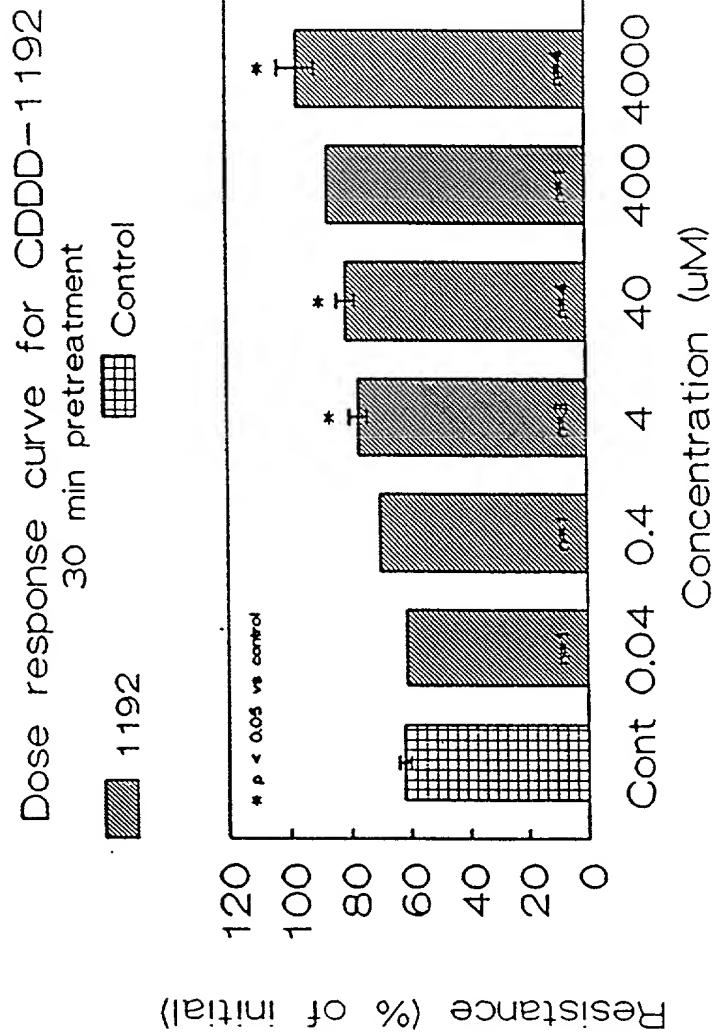 Dose response curve for CDDD-1192
30 min pretreatment
1192
Control
Resistance (% of initial)
120
100
80
60
40
20
0
* p < 0.05 vs control
*
*
*
n=1
n=1
n=3
n=4
n=1
n=4
Cont 0.04 0.4 4 40 400 4000
Concentration (uM)